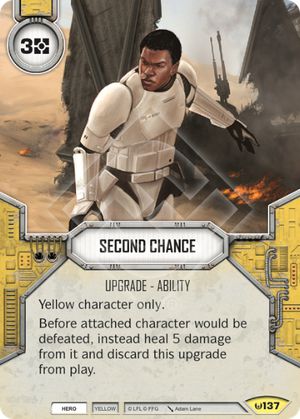 3
SECOND CHANCE
UPGRADE - ABILITY
Yellow character only.
Before attached character would be
defeated, instead heal 5 damage
from it and discard this upgrade
from play.
HERO YELLOW © LFL © FFG Adam Lane 137